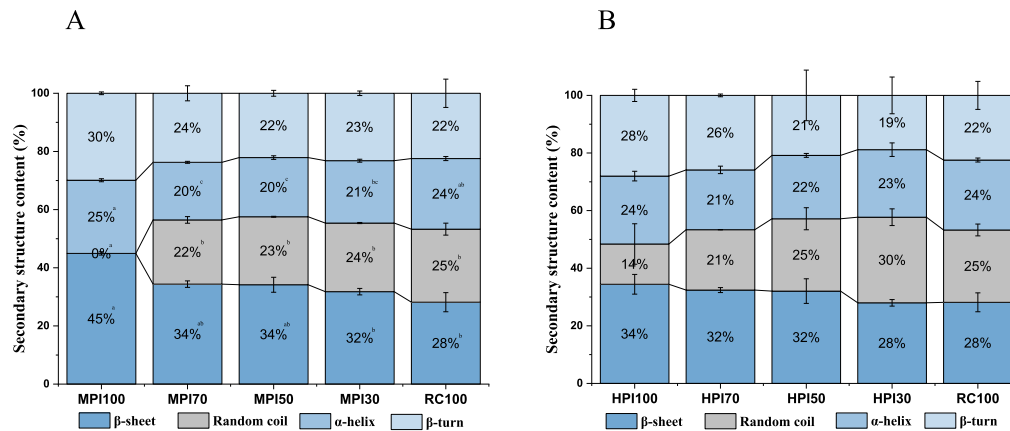 A
Secondary structure content (%)
100
80
60
40
20
0
30% 24% 22% 23% 22%
25%a 20%c 20%c 21%bc 24%ab
0%a 22%b 23%b 24%b 25%b
45%a 34%ab 34%ab 32%b 28%b
MPI100 MPI70 MPI50 MPI30 RC100
β-sheet Random coil α-helix β-turn
B
Secondary structure content (%)
100
80
60
40
20
0
28% 26% 21% 19% 22%
24% 21% 22% 23% 24%
14% 21% 25% 30% 25%
34% 32% 32% 28% 28%
HPI100 HPI70 HPI50 HPI30 RC100
β-sheet Random coil α-helix β-turn